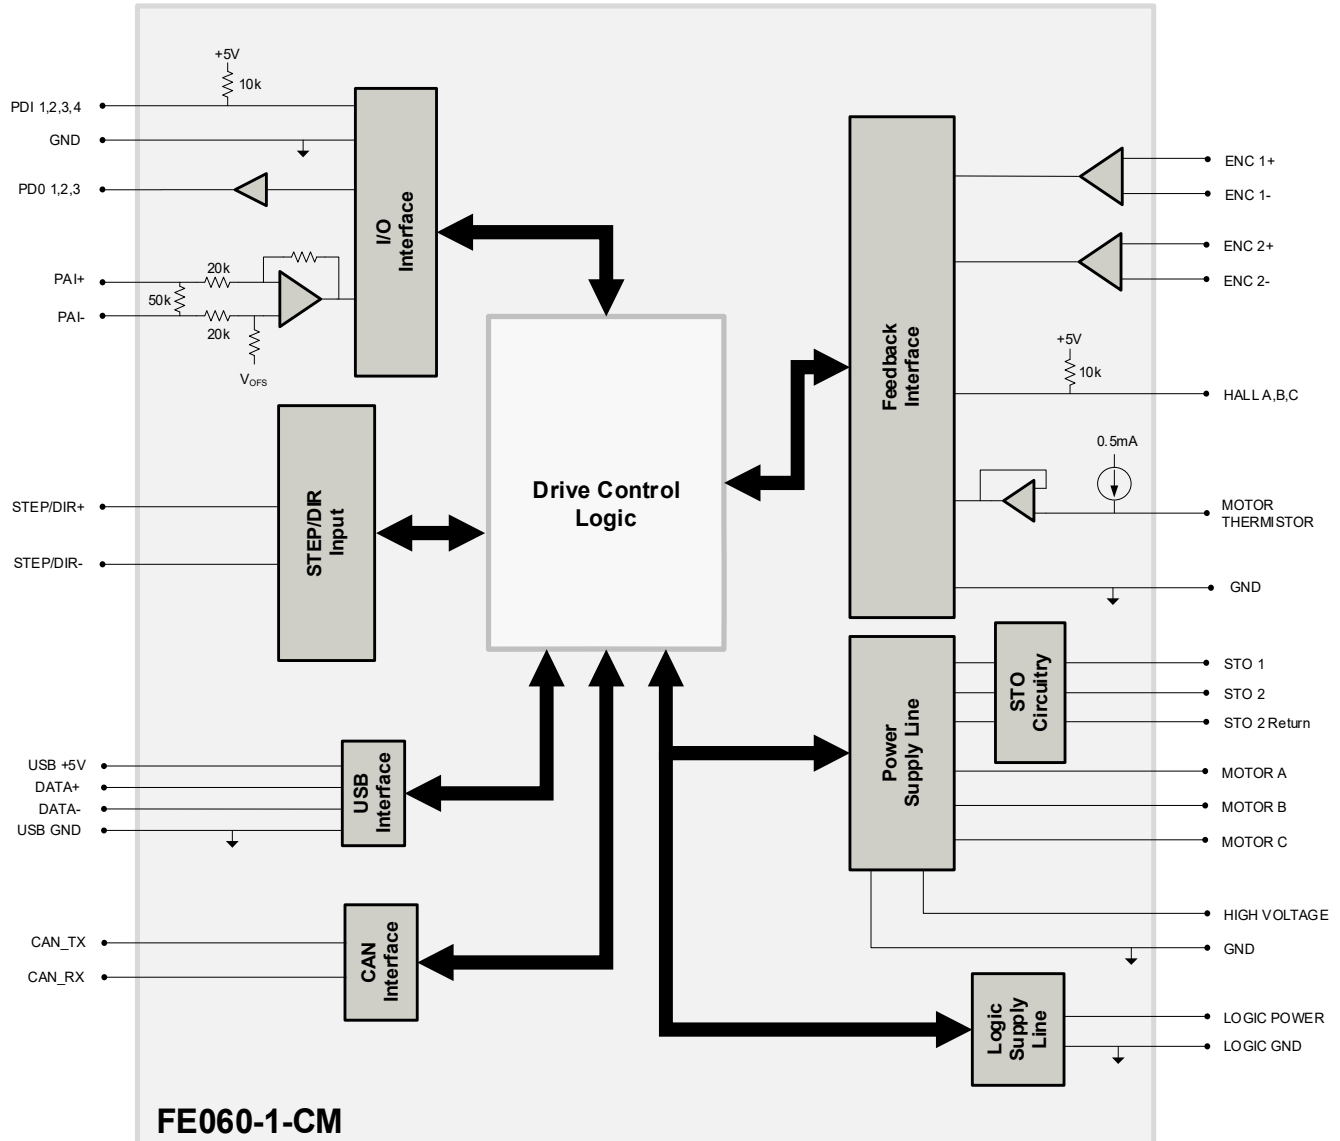 +5V
10k
PDI 1,2,3,4
GND
PD0 1,2,3
PAI+
20k
50k
PAI-
20k
VOFS
I/O
Interface
STEP/DIR+
STEP/DIR-
STEP/DIR
Input
Drive Control
Logic
USB +5V
DATA+
DATA-
USB GND
USB
Interface
CAN_TX
CAN_RX
CAN
Interface
Feedback
Interface
ENC 1+
ENC 1-
ENC 2+
ENC 2-
+5V
10k
HALL A,B,C
0.5mA
MOTOR
THERMISTOR
GND
Power
Supply Line
STO
Circuitry
STO 1
STO 2
STO 2 Return
MOTOR A
MOTOR B
MOTOR C
HIGH VOLTAGE
GND
Logic
Supply
Line
LOGIC POWER
LOGIC GND
FE060-1-CM